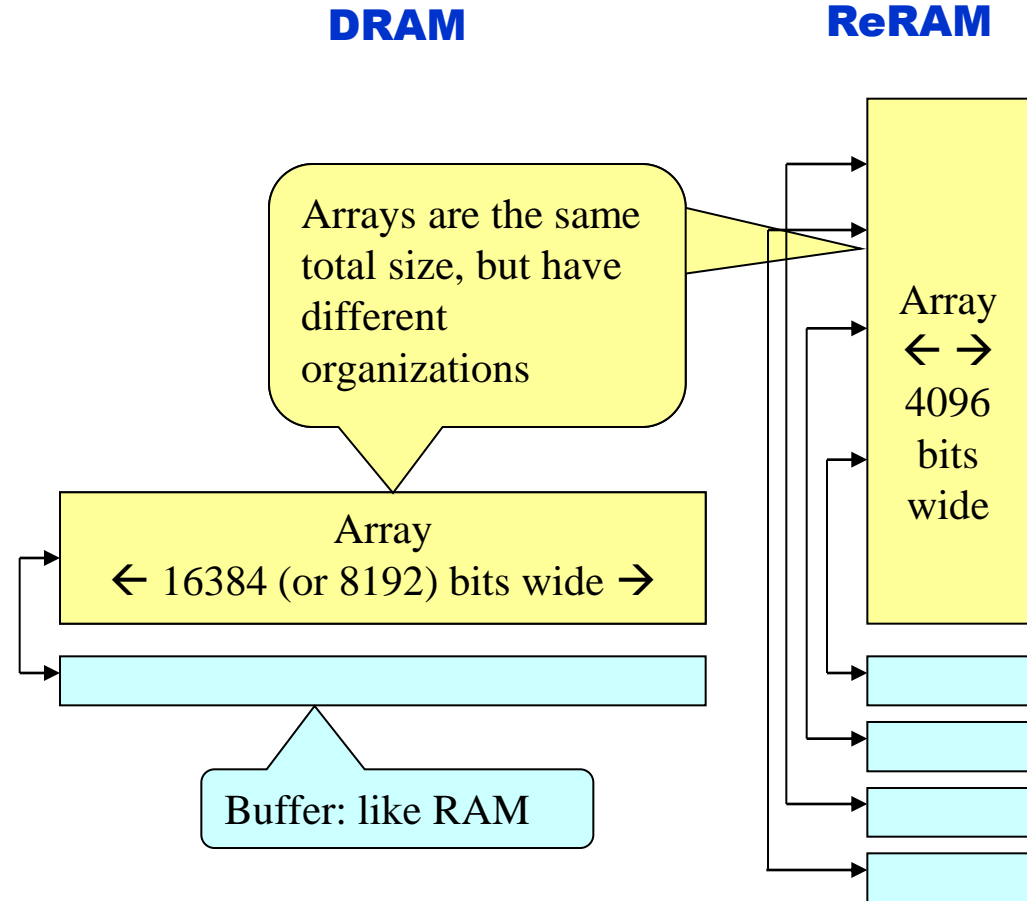 DRAM
ReRAM
Arrays are the same
total size, but have
different
organizations
Array
← →
4096
bits
wide
Array
← 16384 (or 8192) bits wide →
Buffer: like RAM